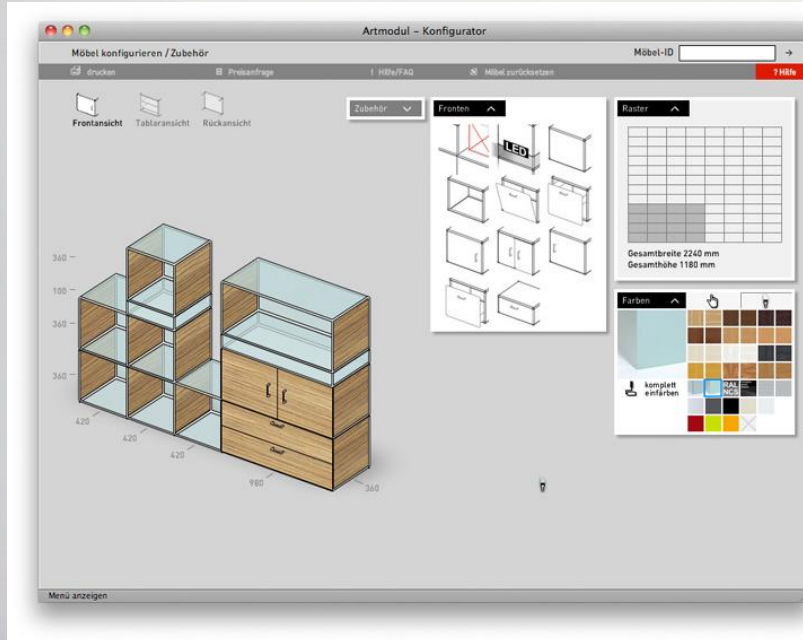 Artmodul – Konfigurator
Möbel konfigurieren / Zubehör
Möbel-ID
drucken
Preisanfrage
! Hilfe/FAQ
Möbel zurücksetzen
? Hilfe
Frontansicht
Tablaransicht
Rückansicht
Zubehör
Fronten
LED
Raster
Gesamtbreite 2240 mm
Gesamthöhe 1180 mm
Farben
komplett
einfärben
RAL
NCS
360
100
360
360
420
420
420
980
360
Menü anzeigen